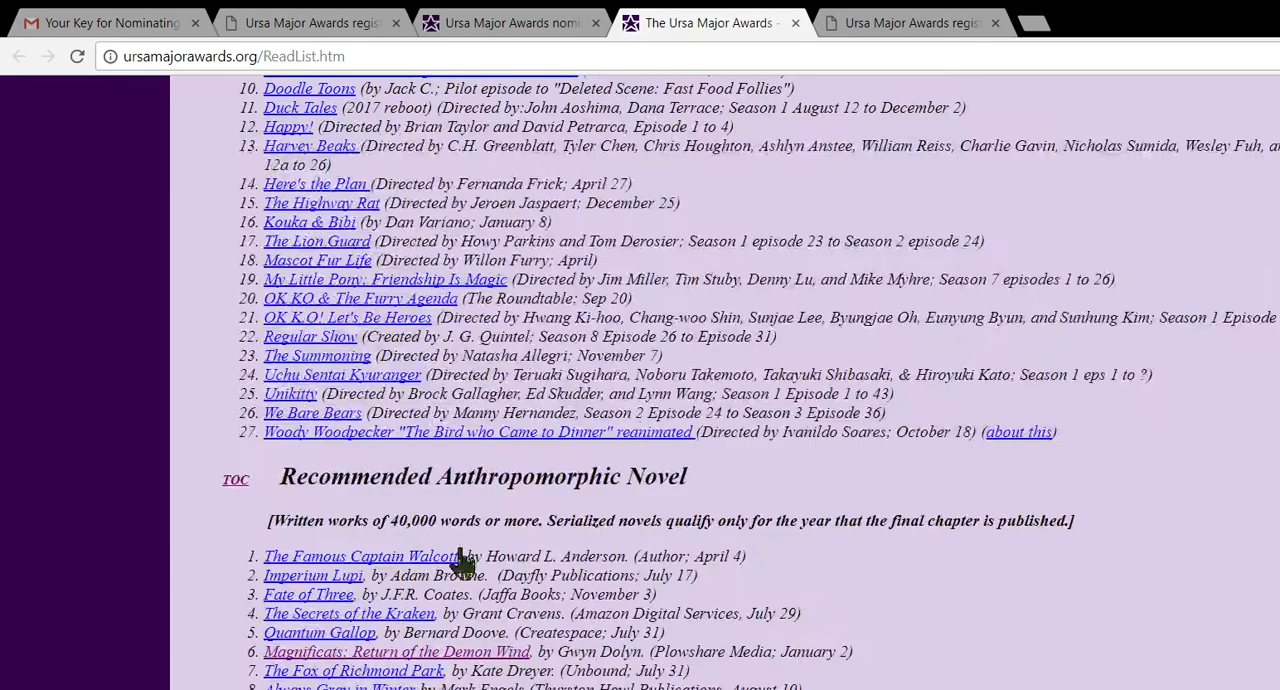 Your Key for Nominating
Ursa Major Awards regis
Ursa Major Awards nomi
The Ursa Major Awards -
Ursa Major Awards regis
ursamajorawards.org/ReadList.htm
10. Doodle Toons (by Jack C.; Pilot episode to "Deleted Scene: Fast Food Follies")
11. Duck Tales (2017 reboot) (Directed by:John Aoshima, Dana Terrace; Season 1 August 12 to December 2)
12. Happy! (Directed by Brian Taylor and David Petrarca, Episode 1 to 4)
13. Harvey Beaks (Directed by C.H. Greenblatt, Tyler Chen, Chris Houghton, Ashlyn Anstee, William Reiss, Charlie Gavin, Nicholas Sumida, Wesley Fuh, an
12a to 26)
14. Here's the Plan (Directed by Fernanda Frick; April 27)
15. The Highway Rat (Directed by Jeroen Jaspaert; December 25)
16. Kouka & Bibi (by Dan Variano; January 8)
17. The Lion Guard (Directed by Howy Parkins and Tom Derosier; Season 1 episode 23 to Season 2 episode 24)
18. Mascot Fur Life (Directed by Willon Furry; April)
19. My Little Pony: Friendship Is Magic (Directed by Jim Miller, Tim Stuby, Denny Lu, and Mike Myhre; Season 7 episodes 1 to 26)
20. OK KO & The Furry Agenda (The Roundtable; Sep 20)
21. OK K.O! Let's Be Heroes (Directed by Hwang Ki-hoo, Chang-woo Shin, Sunjae Lee, Byungjae Oh, Eunyung Byun, and Sunhung Kim; Season 1 Episode
22. Regular Show (Created by J. G. Quintel; Season 8 Episode 26 to Episode 31)
23. The Summoning (Directed by Natasha Allegri; November 7)
24. Uchu Sentai Kyuranger (Directed by Teruaki Sugihara, Noboru Takemoto, Takayuki Shibasaki, & Hiroyuki Kato; Season 1 eps 1 to ?)
25. Unikitty (Directed by Brock Gallagher, Ed Skudder, and Lynn Wang; Season 1 Episode 1 to 43)
26. We Bare Bears (Directed by Manny Hernandez, Season 2 Episode 24 to Season 3 Episode 36)
27. Woody Woodpecker "The Bird who Came to Dinner" reanimated (Directed by Ivanildo Soares; October 18) (about this)
TOC Recommended Anthropomorphic Novel
[Written works of 40,000 words or more. Serialized novels qualify only for the year that the final chapter is published.]
1. The Famous Captain Walcott, by Howard L. Anderson. (Author; April 4)
2. Imperium Lupi, by Adam Browne. (Dayfly Publications; July 17)
3. Fate of Three, by J.F.R. Coates. (Jaffa Books; November 3)
4. The Secrets of the Kraken, by Grant Cravens. (Amazon Digital Services, July 29)
5. Quantum Gallop, by Bernard Doove. (Createspace; July 31)
6. Magnificats: Return of the Demon Wind, by Gwyn Dolyn. (Plowshare Media; January 2)
7. The Fox of Richmond Park, by Kate Dreyer. (Unbound; July 31)
8. Always Gray in Winter by Mark Engels (Thurston Howl Publications, August 10)